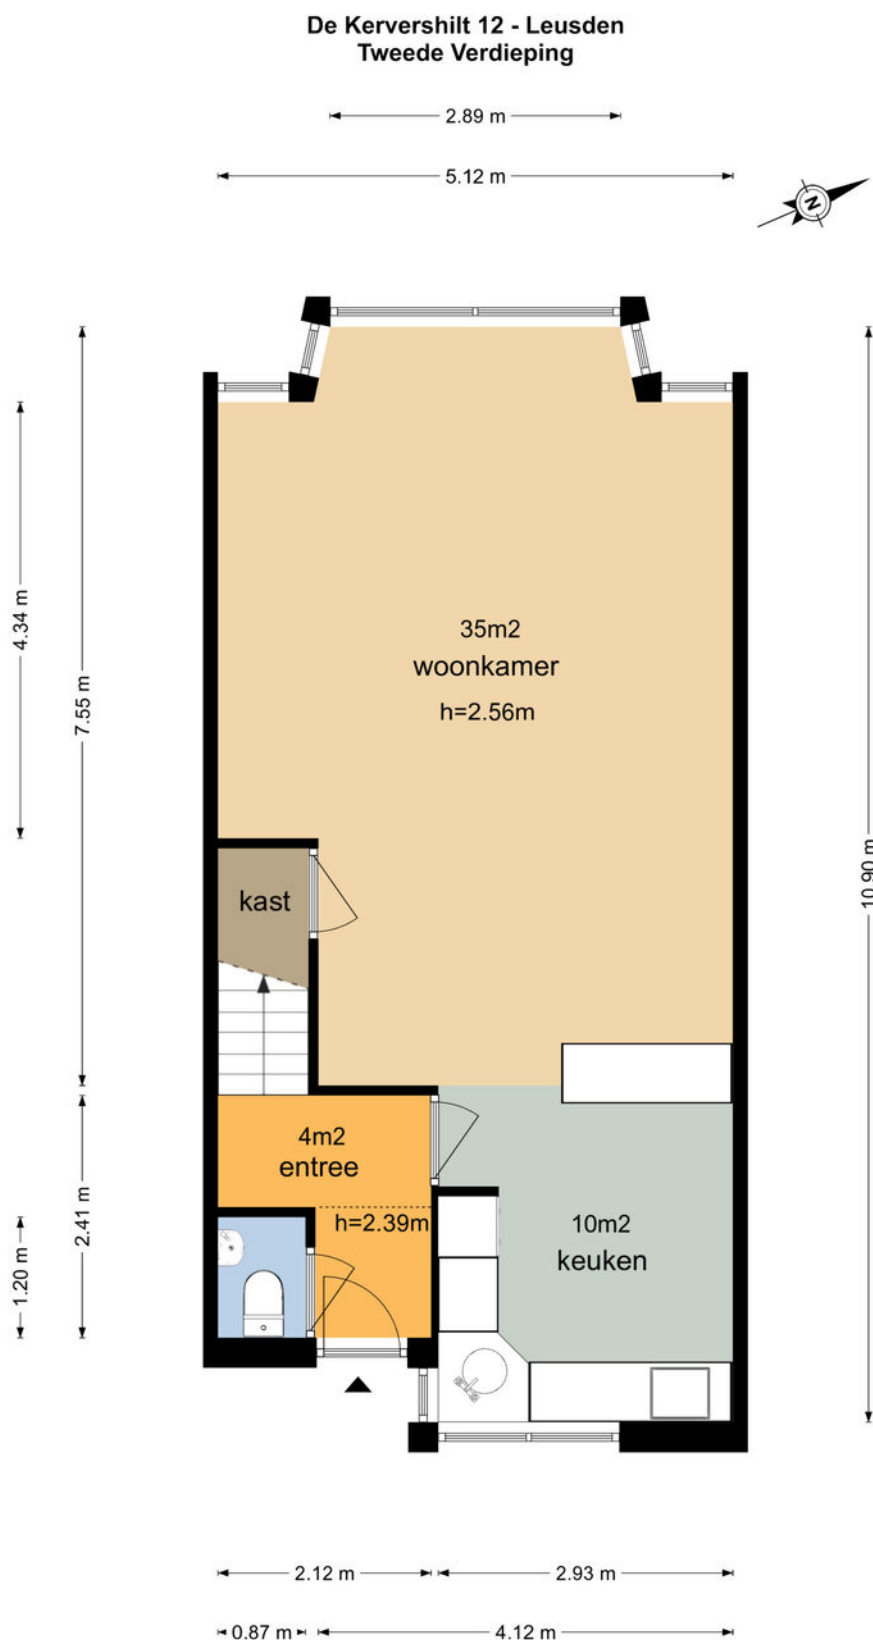 De Kervershilt 12 - Leusden
Tweede Verdieping
2.89 m
5.12 m
N
4.34 m
7.55 m
10.90 m
35m2
woonkamer
h=2.56m
kast
4m2
entree
h=2.39m
10m2
keuken
2.41 m
1.20 m
2.12 m
2.93 m
0.87 m
4.12 m